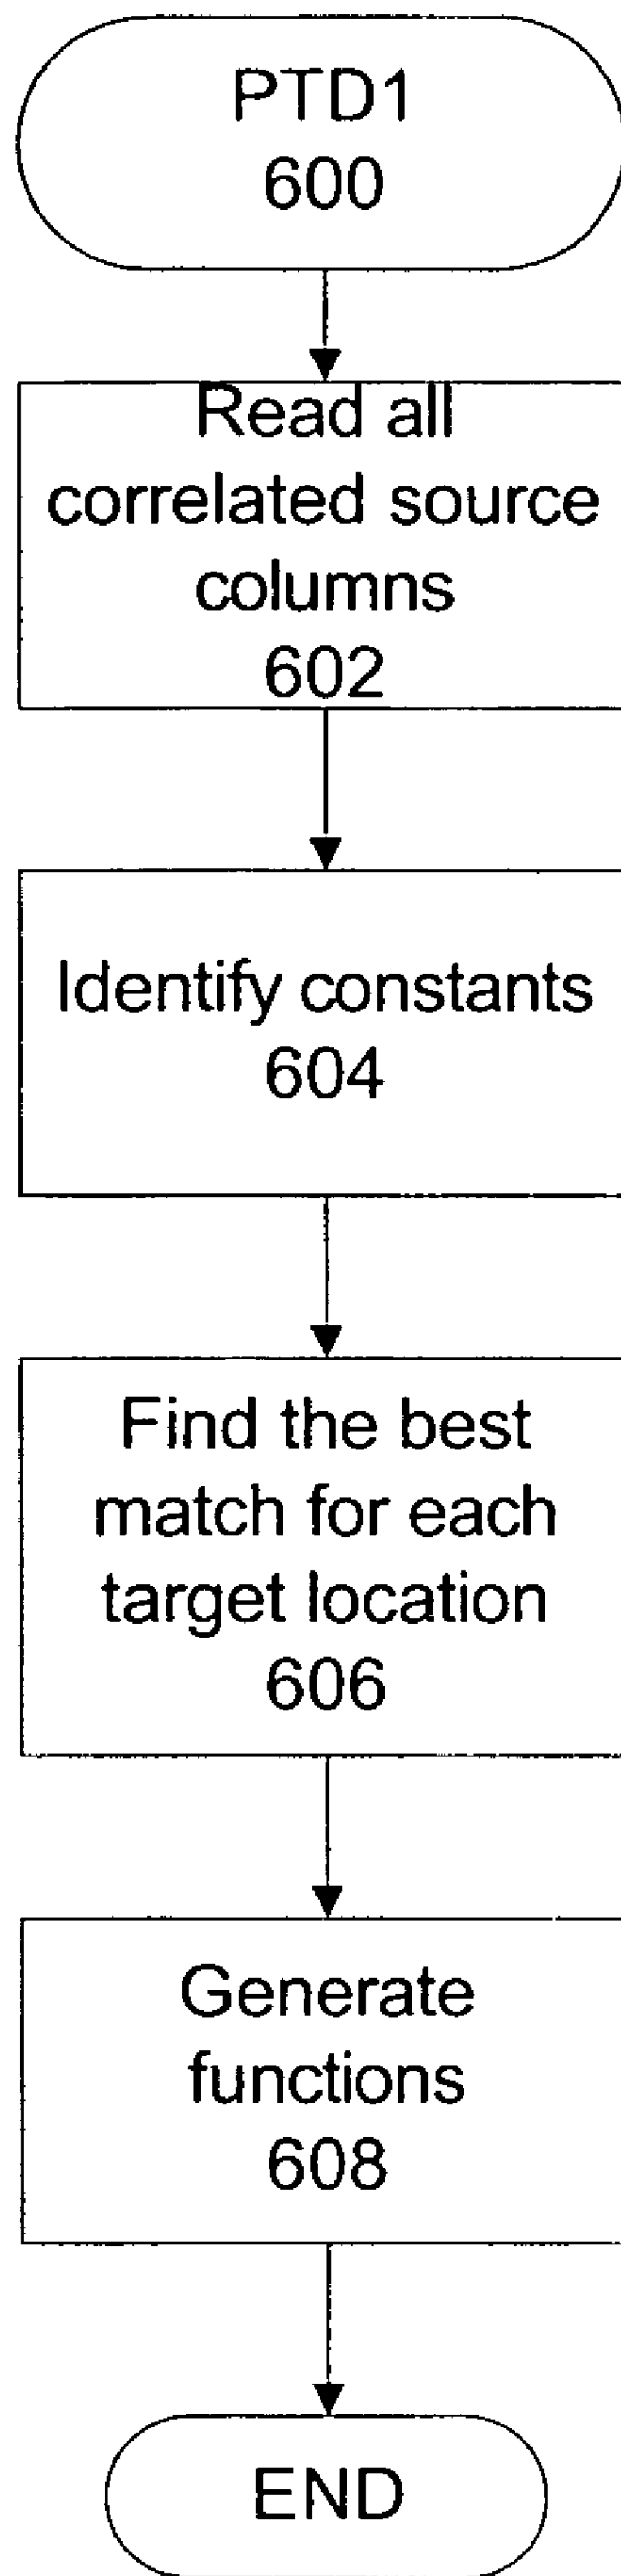 PTD1
600
Read all
correlated source
columns
602
Identify constants
604
Find the best
match for each
target location
606
Generate
functions
608
END